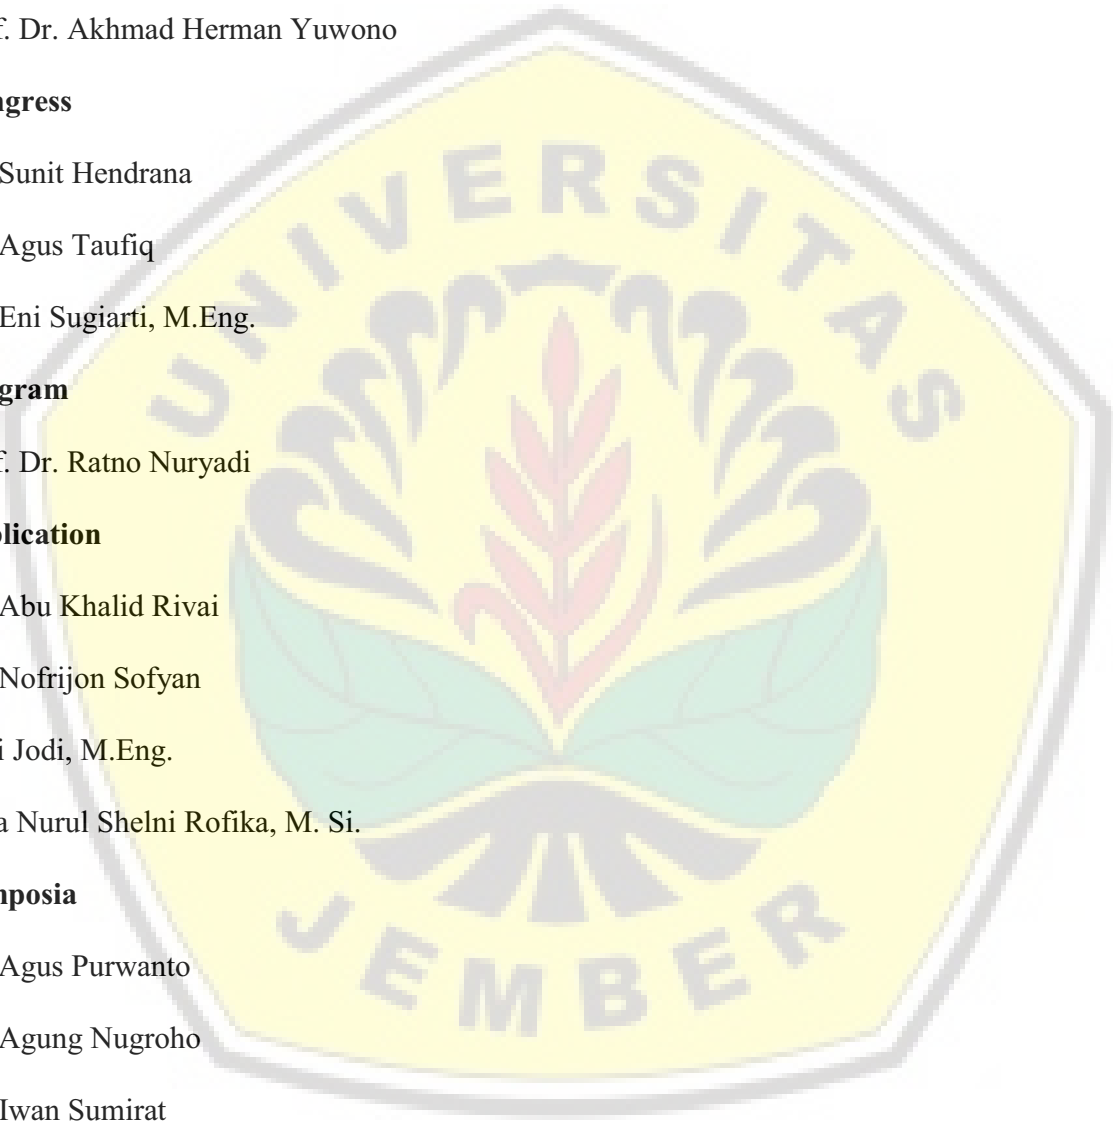 f. Dr. Akhmad Herman Yuwono
ngress
Sunit Hendrana
Agus Taufiq
Eni Sugiarti, M.Eng.
gram
f. Dr. Ratno Nuryadi
lication
Abu Khalid Rivai
Nofrijon Sofyan
i Jodi, M.Eng.
a Nurul Shelni Rofika, M. Si.
nposia
Agus Purwanto
Agung Nugroho
Iwan Sumirat
UNIVERSITAS
JEMBER